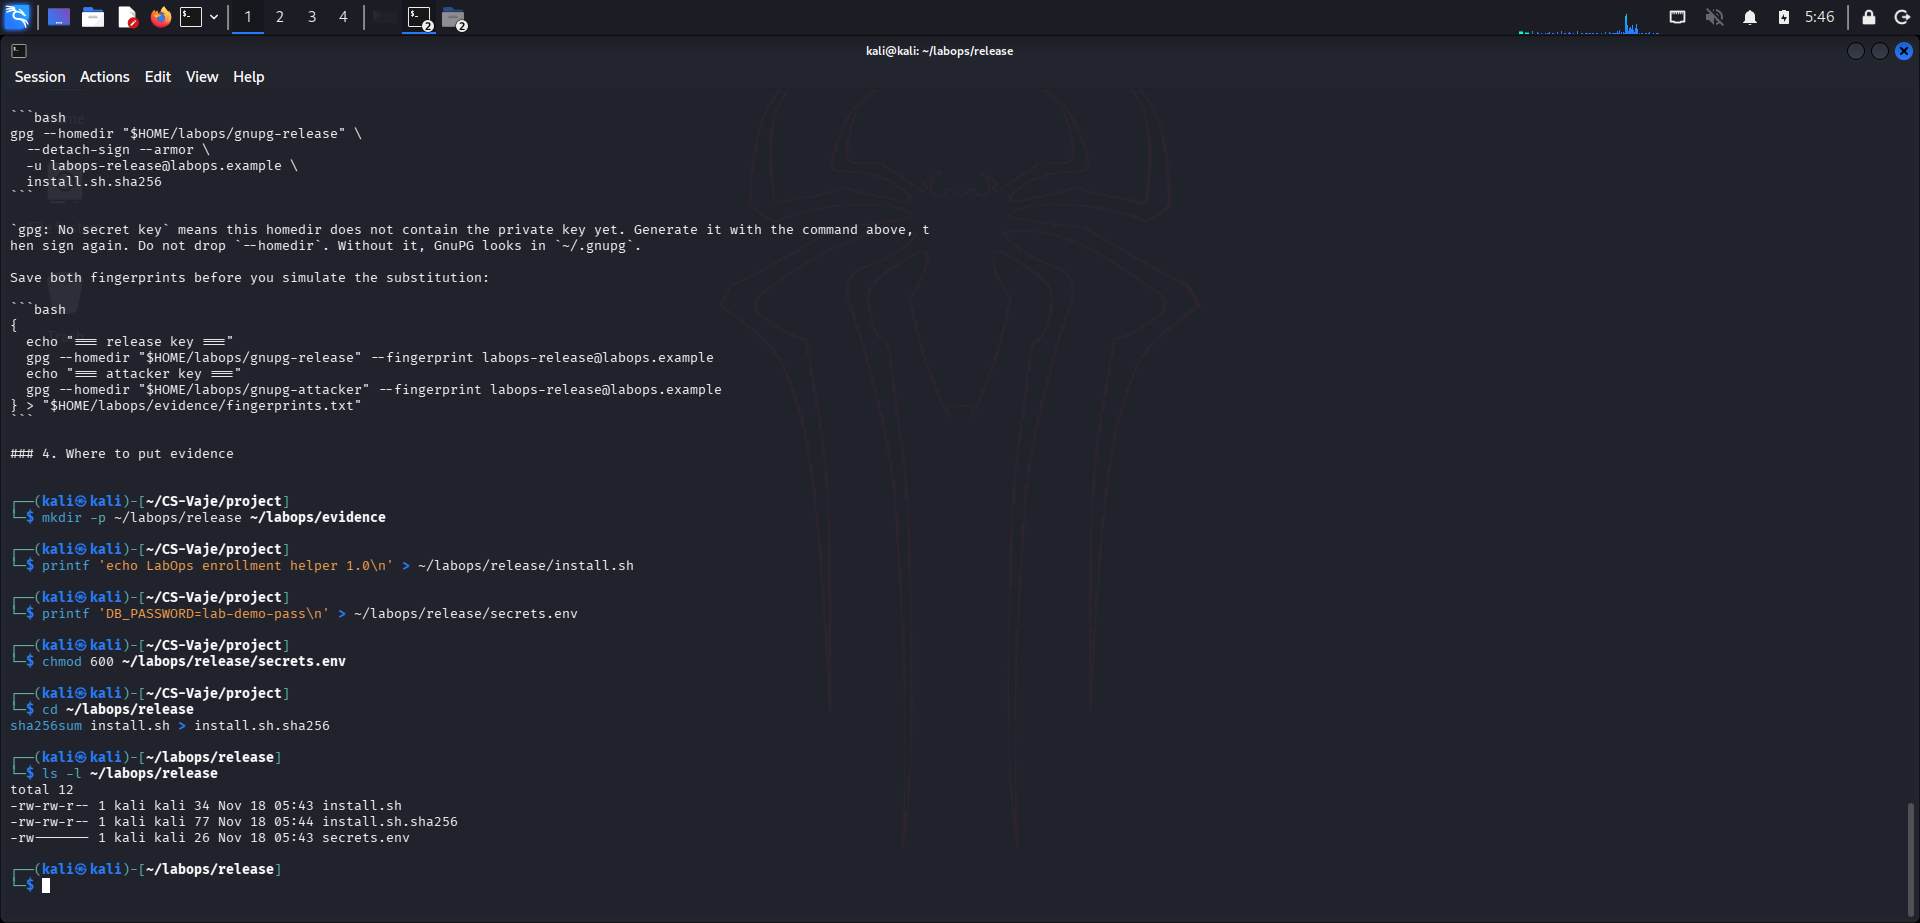 1 2 3 4
2
2
5:46
kali@kali: ~/labops/release
Session Actions Edit View Help
```bash
gpg --homedir "$HOME/labops/gnupg-release" \
  --detach-sign --armor \
  -u labops-release@labops.example \
  install.sh.sha256
```
`gpg: No secret key` means this homedir does not contain the private key yet. Generate it with the command above, t
hen sign again. Do not drop `--homedir`. Without it, GnuPG looks in `~/.gnupg`.
Save both fingerprints before you simulate the substitution:
```bash
{
  echo "=== release key ==="
  gpg --homedir "$HOME/labops/gnupg-release" --fingerprint labops-release@labops.example
  echo "=== attacker key ==="
  gpg --homedir "$HOME/labops/gnupg-attacker" --fingerprint labops-release@labops.example
} > "$HOME/labops/evidence/fingerprints.txt"
```
### 4. Where to put evidence
┌──(kali㉿kali)-[~/CS-Vaje/project]
└─$ mkdir -p ~/labops/release ~/labops/evidence
┌──(kali㉿kali)-[~/CS-Vaje/project]
└─$ printf 'echo LabOps enrollment helper 1.0\n' > ~/labops/release/install.sh
┌──(kali㉿kali)-[~/CS-Vaje/project]
└─$ printf 'DB_PASSWORD=lab-demo-pass\n' > ~/labops/release/secrets.env
┌──(kali㉿kali)-[~/CS-Vaje/project]
└─$ chmod 600 ~/labops/release/secrets.env
┌──(kali㉿kali)-[~/CS-Vaje/project]
└─$ cd ~/labops/release
sha256sum install.sh > install.sh.sha256
┌──(kali㉿kali)-[~/labops/release]
└─$ ls -l ~/labops/release
total 12
-rw-rw-r-- 1 kali kali 34 Nov 18 05:43 install.sh
-rw-rw-r-- 1 kali kali 77 Nov 18 05:44 install.sh.sha256
-rw------- 1 kali kali 26 Nov 18 05:43 secrets.env
┌──(kali㉿kali)-[~/labops/release]
└─$